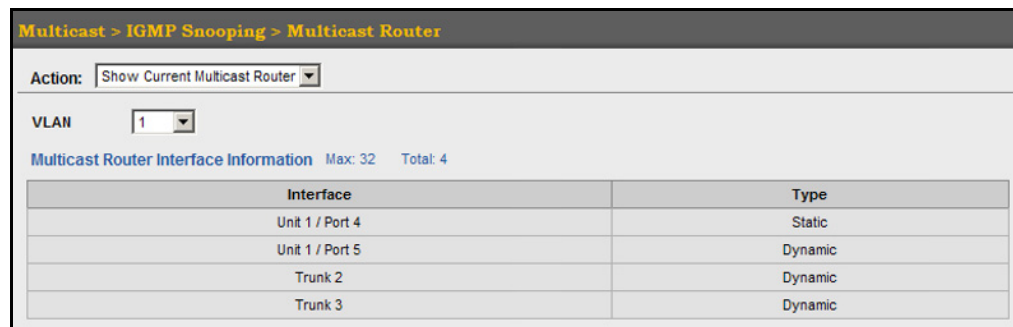 Multicast > IGMP Snooping > Multicast Router
Action: Show Current Multicast Router
VLAN 1
Multicast Router Interface Information Max: 32 Total: 4
Interface Type
Unit 1 / Port 4 Static
Unit 1 / Port 5 Dynamic
Trunk 2 Dynamic
Trunk 3 Dynamic